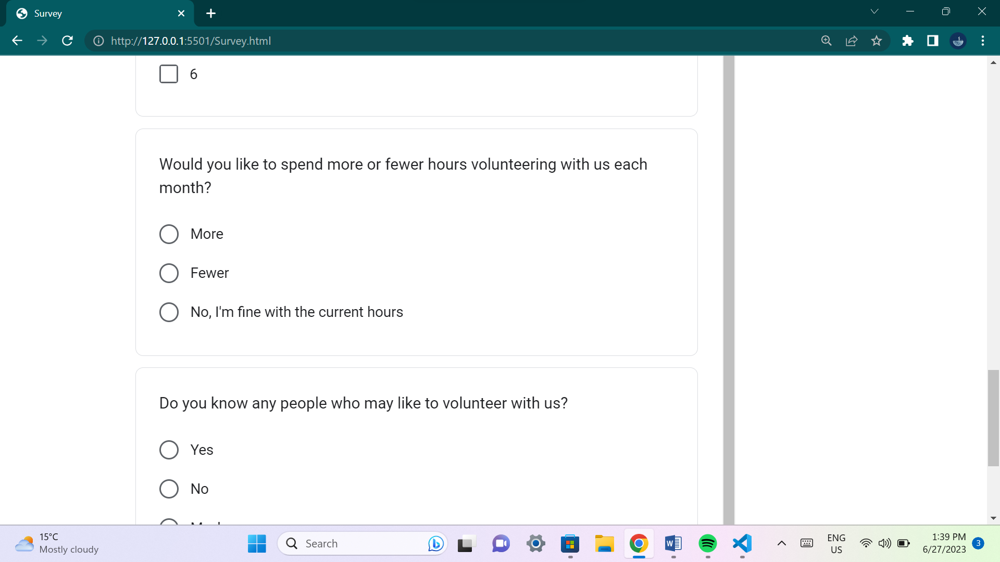 Survey
http://127.0.0.1:5501/Survey.html
6
Would you like to spend more or fewer hours volunteering with us each
month?
More
Fewer
No, I'm fine with the current hours
Do you know any people who may like to volunteer with us?
Yes
No
15°C
Mostly cloudy
Search
ENG
US
1:39 PM
6/27/2023
3